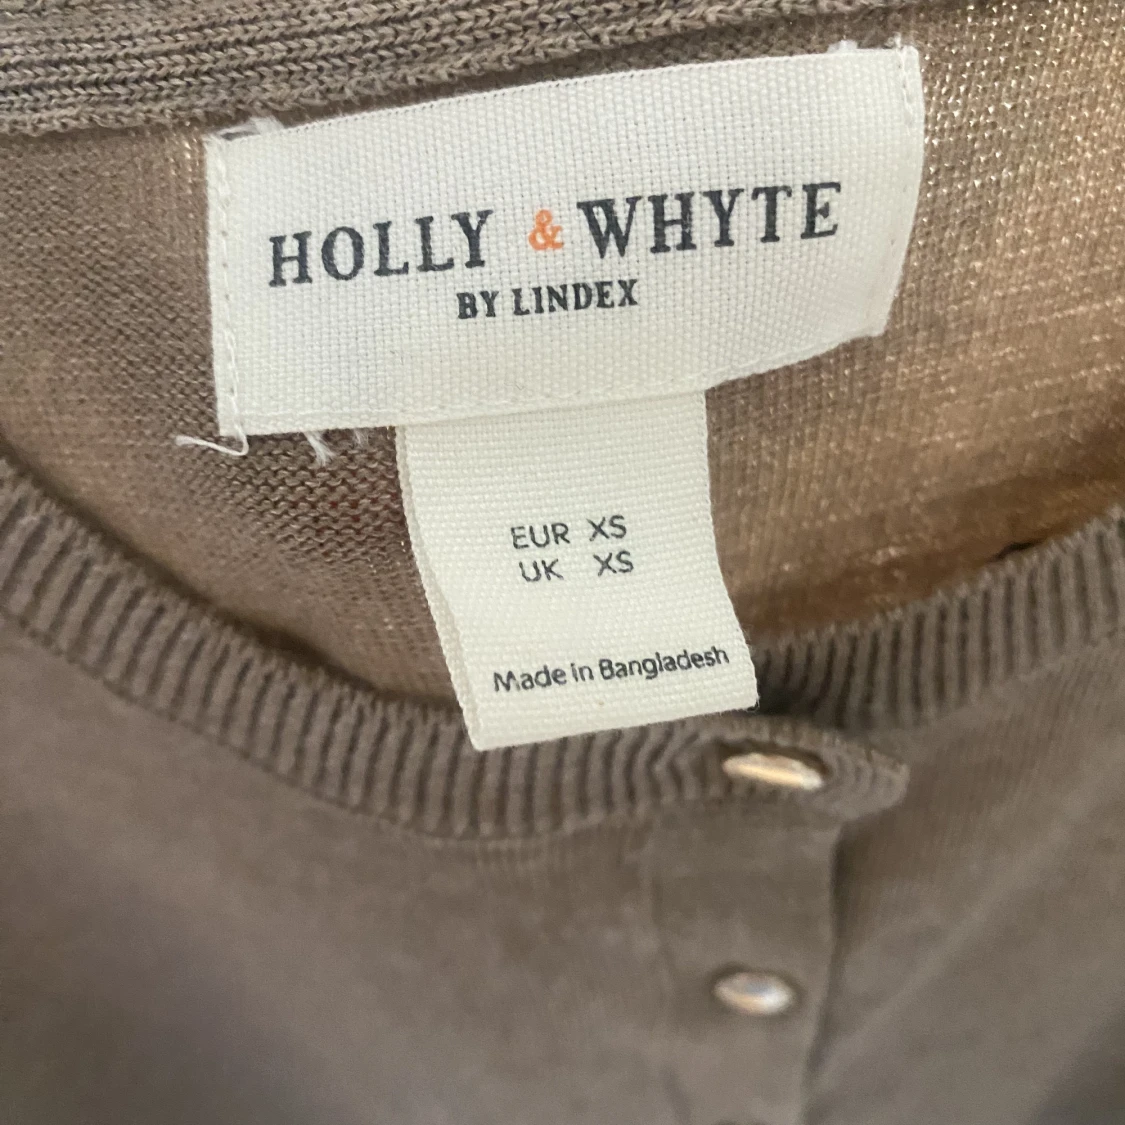 HOLLY & WHYTE
BY LINDEX
EUR XS
UK XS
Made in Bangladesh